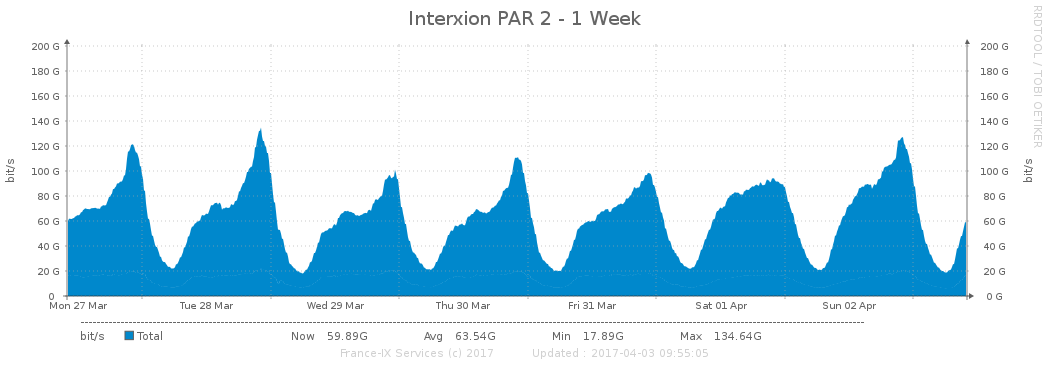 Interxion PAR 2 - 1 Week
RRDTOOL / TOBI OETIKER
bit/s
200 G 200 G
180 G 180 G
160 G 160 G
140 G 140 G
120 G 120 G
100 G 100 G
80 G 80 G
60 G 60 G
40 G 40 G
20 G 20 G
0 0 G
bit/s
Mon 27 Mar Tue 28 Mar Wed 29 Mar Thu 30 Mar Fri 31 Mar Sat 01 Apr Sun 02 Apr
bit/s Total Now 59.89G Avg 63.54G Min 17.89G Max 134.64G
France-IX Services (c) 2017 Updated : 2017-04-03 09:55:05